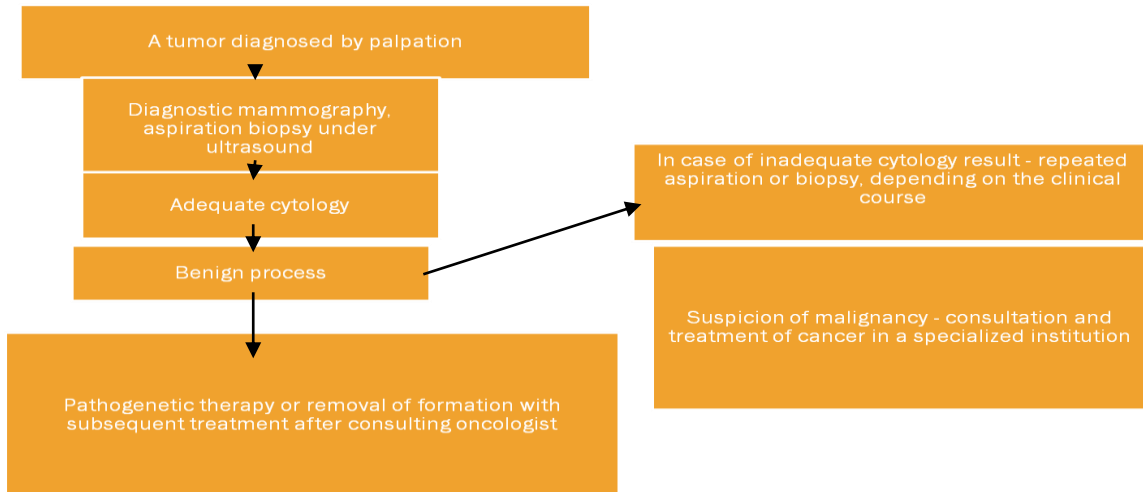 A tumor diagnosed by palpation
Diagnostic mammography,
aspiration biopsy under
ultrasound
Adequate cytology
Benign process
Pathogenetic therapy or removal of formation with
subsequent treatment after consulting oncologist
In case of inadequate cytology result - repeated
aspiration or biopsy, depending on the clinical
course
Suspicion of malignancy - consultation and
treatment of cancer in a specialized institution